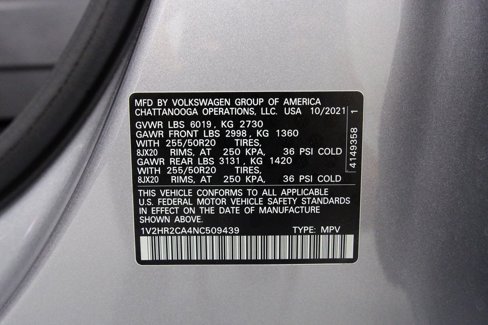 MFD BY VOLKSWAGEN GROUP OF AMERICA
CHATTANOOGA OPERATIONS, LLC. USA 10/2021
GVWR LBS 6019, KG 2730
GAWR FRONT LBS 2998, KG 1360
WITH 255/50R20 TIRES,
8JX20 RIMS, AT 250 KPA, 36 PSI COLD
GAWR REAR LBS 3131, KG 1420
WITH 255/50R20 TIRES,
8JX20 RIMS, AT 250 KPA, 36 PSI COLD
THIS VEHICLE CONFORMS TO ALL APPLICABLE
U.S. FEDERAL MOTOR VEHICLE SAFETY STANDARDS
IN EFFECT ON THE DATE OF MANUFACTURE
SHOWN ABOVE.
1V2HR2CA4NC509439 TYPE: MPV
4149358 1